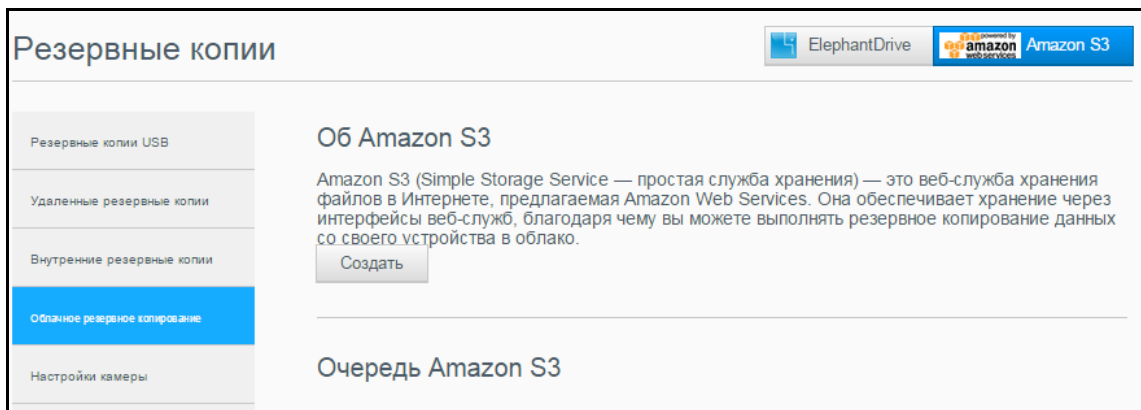 Резервные копии
ElephantDrive
powered by
amazon
webservices
Amazon S3
Резервные копии USB
Удаленные резервные копии
Внутренние резервные копии
Облачное резервное копирование
Настройки камеры
Об Amazon S3
Amazon S3 (Simple Storage Service — простая служба хранения) — это веб-служба хранения
файлов в Интернете, предлагаемая Amazon Web Services. Она обеспечивает хранение через
интерфейсы веб-служб, благодаря чему вы можете выполнять резервное копирование данных
со своего устройства в облако.
Создать
Очередь Amazon S3